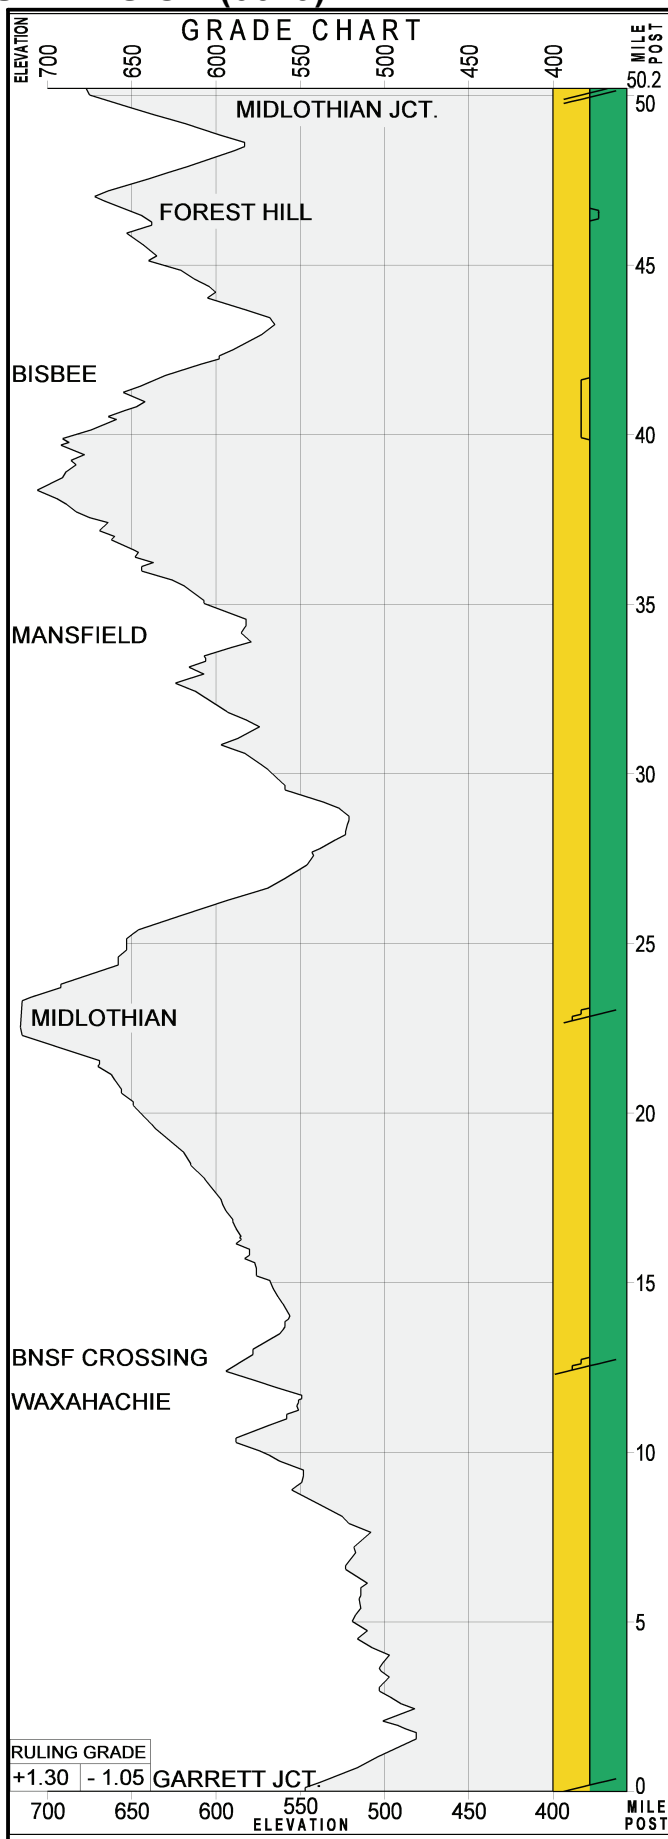 GRADE CHART
ELEVATION
700 650 600 550 500 450 400
MILE POST
50.2
50
MIDLOTHIAN JCT.
FOREST HILL
45
BISBEE
40
35
MANSFIELD
30
25
MIDLOTHIAN
20
15
BNSF CROSSING
WAXAHACHIE
10
5
RULING GRADE
+1.30 - 1.05 GARRETT JCT.
0
700 650 600 550 500 450 400
ELEVATION
MILE
POST